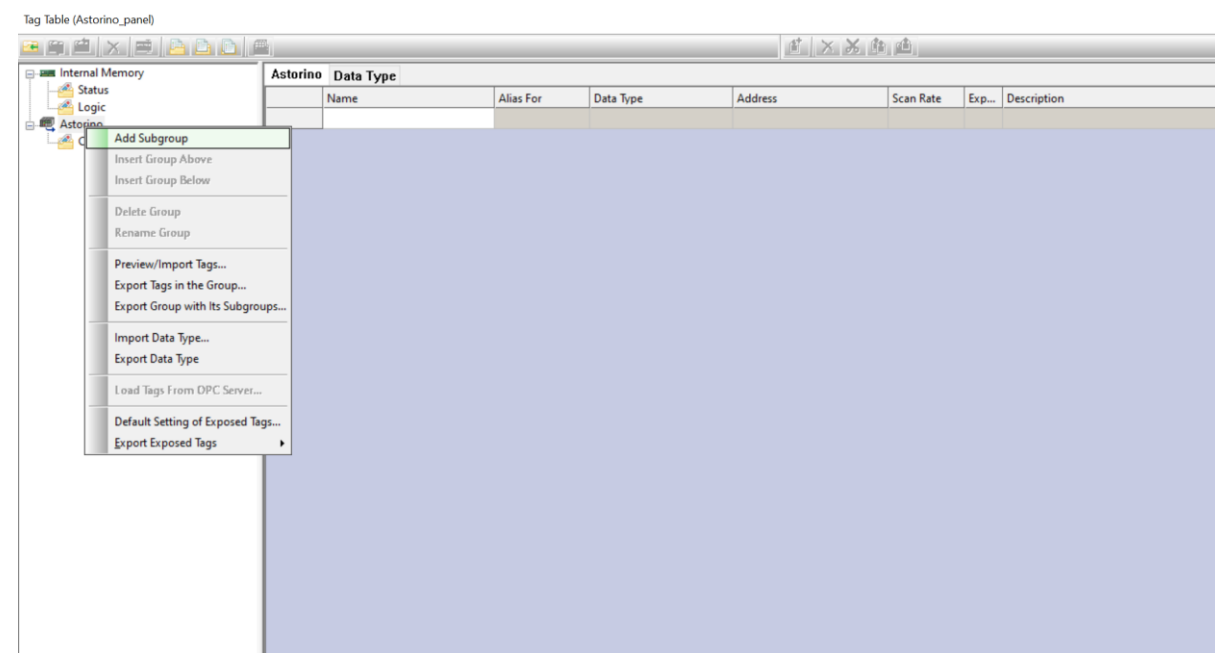 Tag Table (Astorino_panel)
Internal Memory
Status
Logic
Astorino
Astorino Data Type
Name Alias For Data Type Address Scan Rate Exp... Description
Add Subgroup
Insert Group Above
Insert Group Below
Delete Group
Rename Group
Preview/Import Tags...
Export Tags in the Group...
Export Group with Its Subgroups...
Import Data Type...
Export Data Type
Load Tags From DPC Server...
Default Setting of Exposed Tags...
Export Exposed Tags